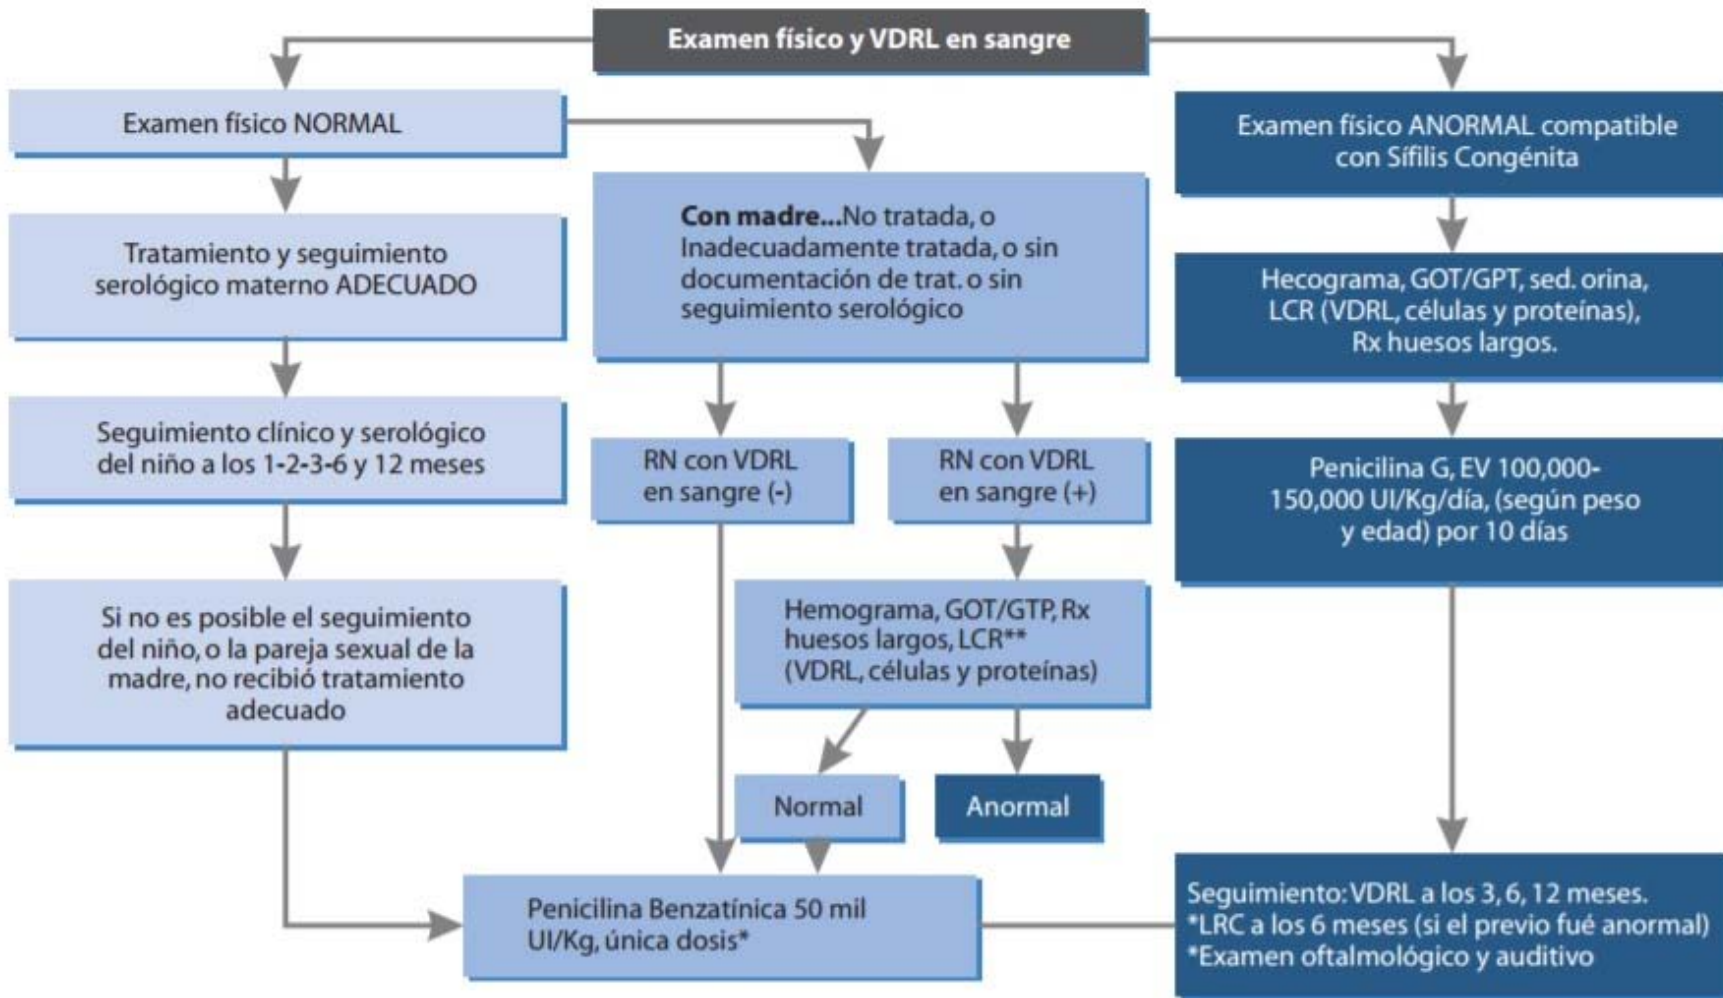 Examen físico y VDRL en sangre
Examen físico NORMAL
Tratamiento y seguimiento
serológico materno ADECUADO
Seguimiento clínico y serológico
del niño a los 1-2-3-6 y 12 meses
Si no es posible el seguimiento
del niño, o la pareja sexual de la
madre, no recibió tratamiento
adecuado
Con madre...No tratada, o
Inadecuadamente tratada, o sin
documentación de trat. o sin
seguimiento serológico
RN con VDRL
en sangre (-)
RN con VDRL
en sangre (+)
Hemograma, GOT/GTP, Rx
huesos largos, LCR**
(VDRL, células y proteínas)
Normal
Anormal
Penicilina Benzatínica 50 mil
UI/Kg, única dosis*
Examen físico ANORMAL compatible
con Sífilis Congénita
Hecograma, GOT/GPT, sed. orina,
LCR (VDRL, células y proteínas),
Rx huesos largos.
Penicilina G, EV 100,000-
150,000 UI/Kg/día, (según peso
y edad) por 10 días
Seguimiento: VDRL a los 3, 6, 12 meses.
*LRC a los 6 meses (si el previo fué anormal)
*Examen oftalmológico y auditivo